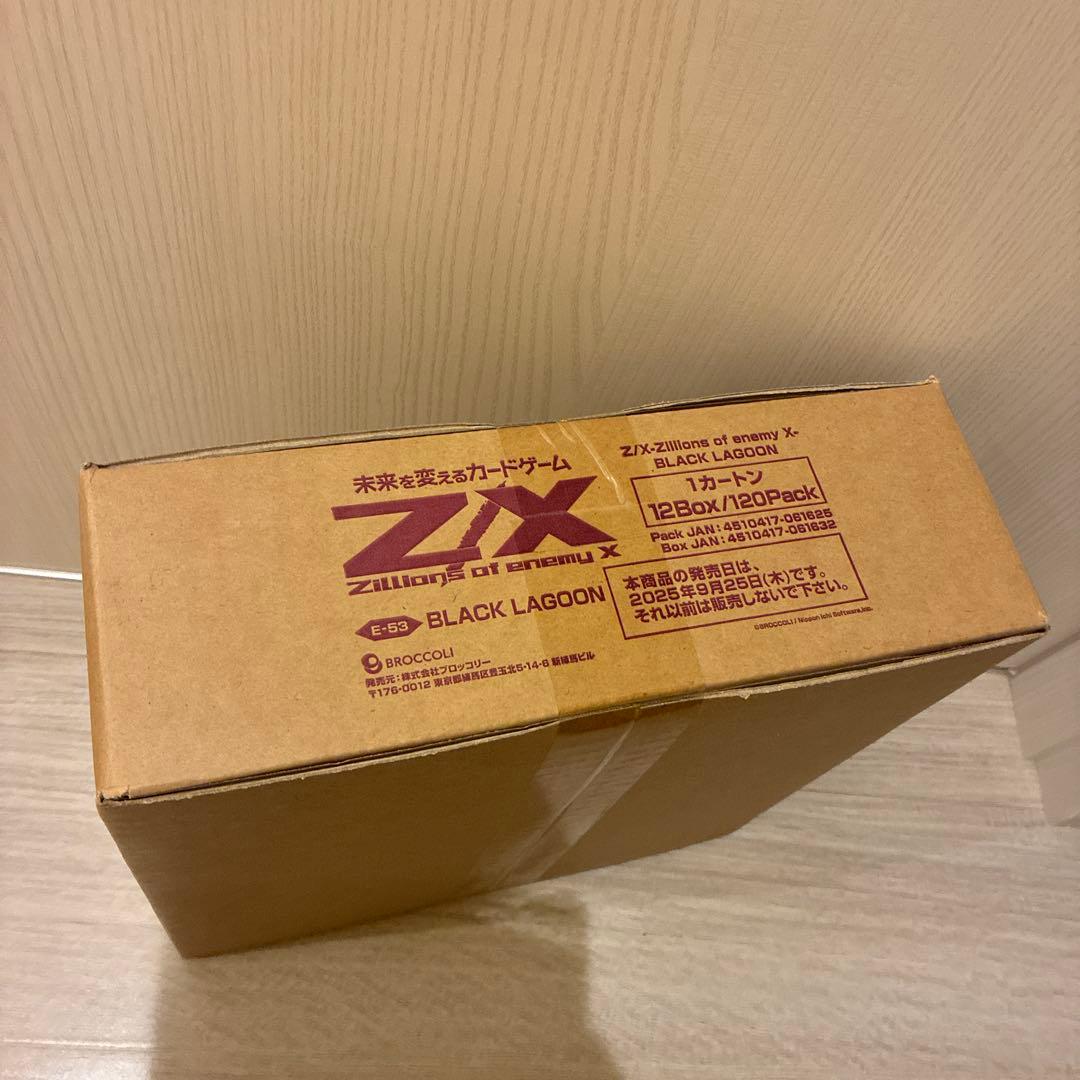 未来を変えるカードゲーム
Z/X
Zillions of enemy X
E-53 BLACK LAGOON
BROCCOLI
発売元:株式会社ブロッコリー
〒176-0012 東京都練馬区豊玉北5-14-6 新練馬ビル
Z/X-Zillions of enemy X-
BLACK LAGOON
1カートン
12Box/120Pack
Pack JAN:4510417-061625
Box JAN:4510417-061632
本商品の発売日は、
2025年9月25日(木)です。
それ以前は販売しないで下さい。
©BROCCOLI / Nippon Ichi Software,Inc.